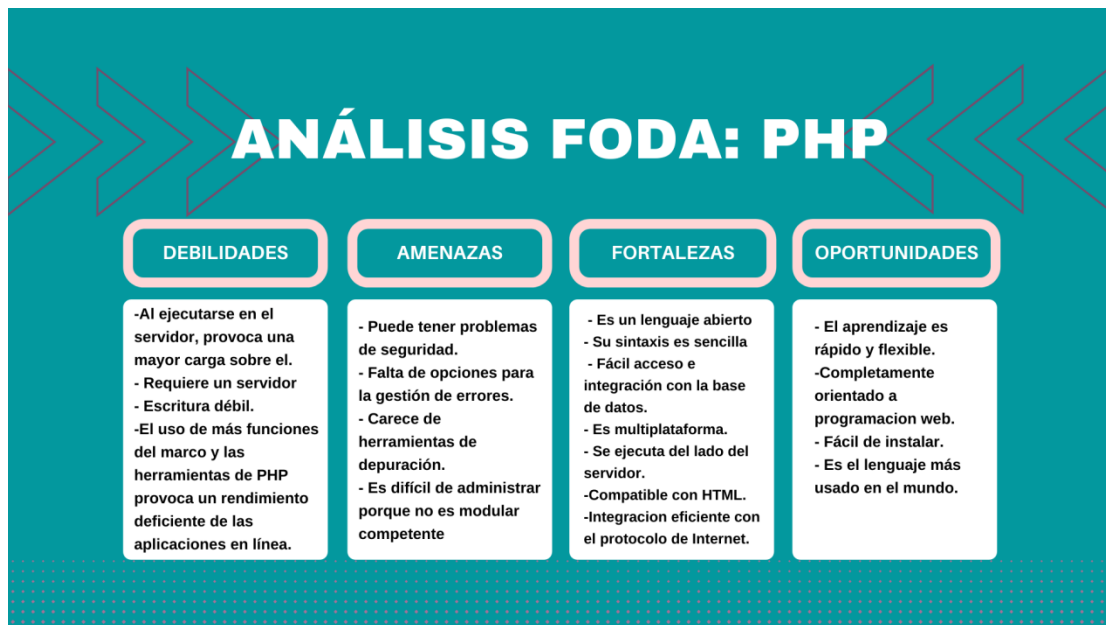 ANÁLISIS FODA: PHP
DEBILIDADES
-Al ejecutarse en el
servidor, provoca una
mayor carga sobre el.
- Requiere un servidor
- Escritura débil.
-El uso de más funciones
del marco y las
herramientas de PHP
provoca un rendimiento
deficiente de las
aplicaciones en línea.
AMENAZAS
- Puede tener problemas
de seguridad.
- Falta de opciones para
la gestión de errores.
- Carece de
herramientas de
depuración.
- Es difícil de administrar
porque no es modular
competente
FORTALEZAS
- Es un lenguaje abierto
- Su sintaxis es sencilla
- Fácil acceso e
integración con la base
de datos.
- Es multiplataforma.
- Se ejecuta del lado del
servidor.
-Compatible con HTML.
-Integracion eficiente con
el protocolo de Internet.
OPORTUNIDADES
- El aprendizaje es
rápido y flexible.
-Completamente
orientado a
programacion web.
- Fácil de instalar.
- Es el lenguaje más
usado en el mundo.